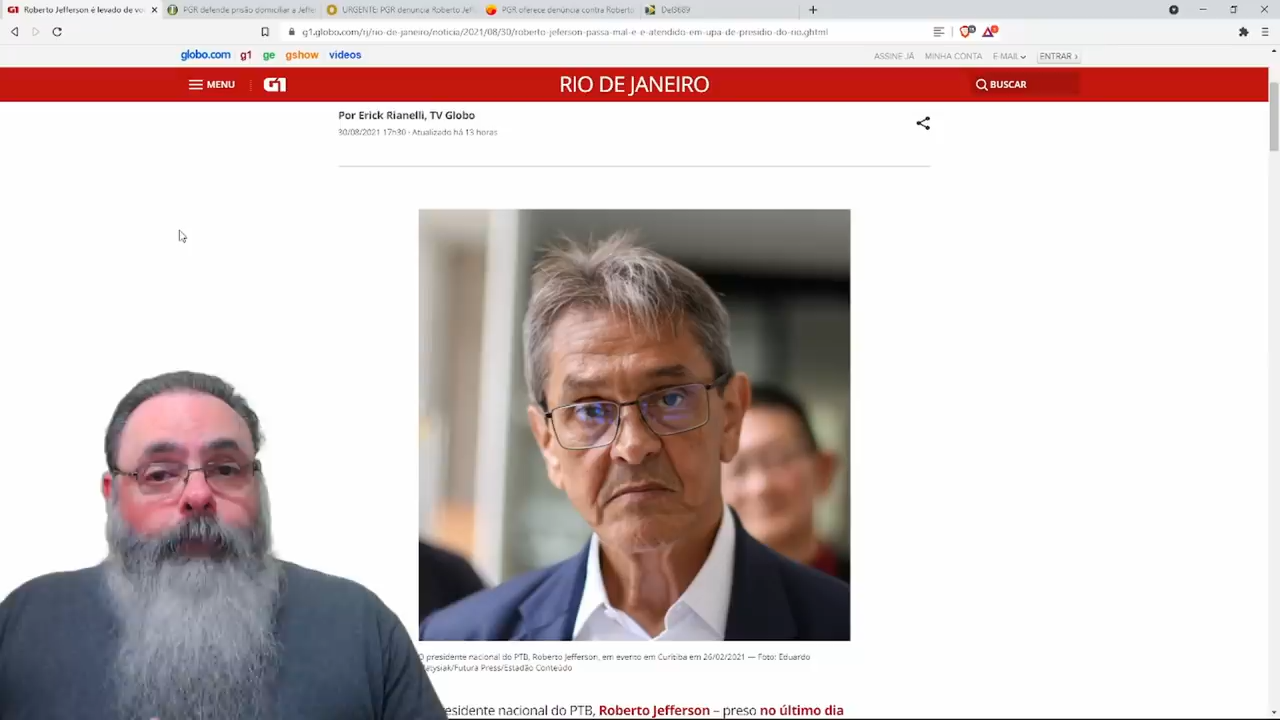 Roberto Jefferson é levado de vo
PGR defende prisão domiciliar a Jeffe
URGENTE: PGR denuncia Roberto Jef
PGR oferece denúncia contra Roberto
Del3689
g1.globo.com/rj/rio-de-janeiro/noticia/2021/08/30/roberto-jeferson-passa-mal-e-e-atendido-em-upa-de-presidio-do-rio.ghtml
globo.com g1 ge gshow videos
ASSINE JÁ MINHA CONTA E-MAIL ENTRAR ›
MENU G1 RIO DE JANEIRO BUSCAR
Por Erick Rianelli, TV Globo
30/08/2021 17h30 · Atualizado há 13 horas
O presidente nacional do PTB, Roberto Jefferson, em evento em Curitiba em 26/02/2021 — Foto: Eduardo
atysiak/Futura Press/Estadão Conteúdo
esidente nacional do PTB, Roberto Jefferson – preso no último dia